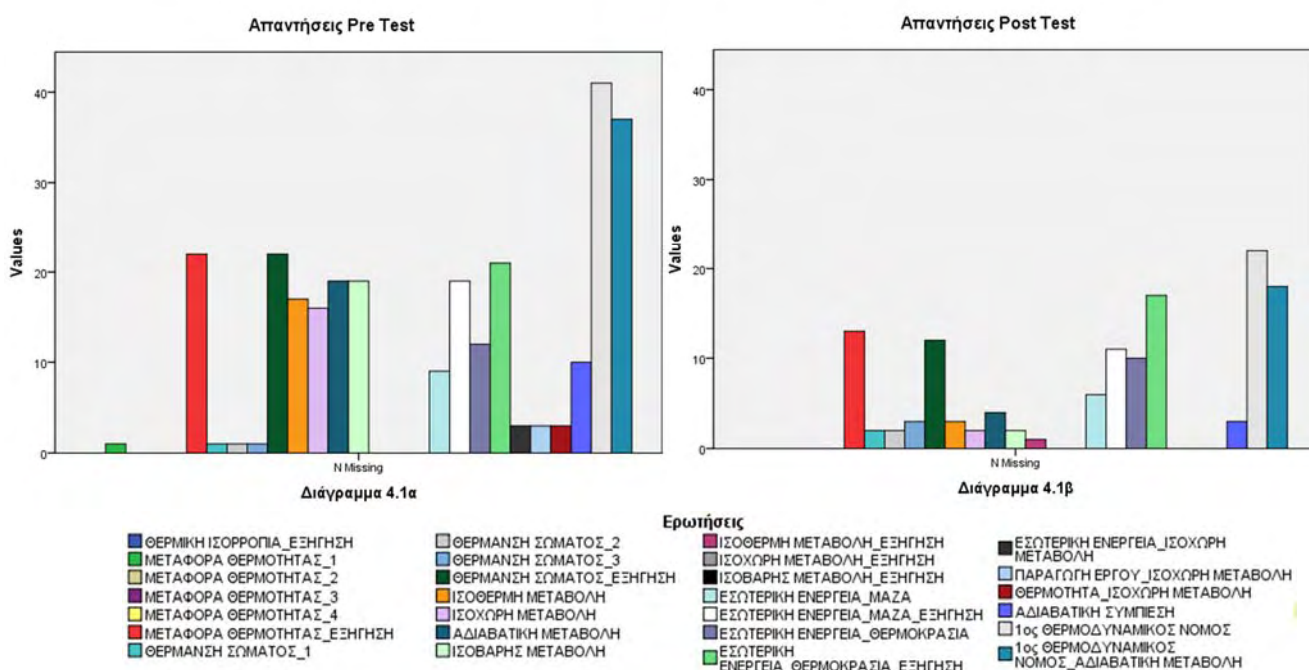 Απαντήσεις Pre Test
Values
40
30
20
10
0
N Missing
Διάγραμμα 4.1α
Απαντήσεις Post Test
Values
40
30
20
10
0
N Missing
Διάγραμμα 4.1β
Ερωτήσεις
ΘΕΡΜΙΚΗ ΙΣΟΡΡΟΠΙΑ_ΕΞΗΓΗΣΗ
ΜΕΤΑΦΟΡΑ ΘΕΡΜΟΤΗΤΑΣ_1
ΜΕΤΑΦΟΡΑ ΘΕΡΜΟΤΗΤΑΣ_2
ΜΕΤΑΦΟΡΑ ΘΕΡΜΟΤΗΤΑΣ_3
ΜΕΤΑΦΟΡΑ ΘΕΡΜΟΤΗΤΑΣ_4
ΜΕΤΑΦΟΡΑ ΘΕΡΜΟΤΗΤΑΣ_ΕΞΗΓΗΣΗ
ΘΕΡΜΑΝΣΗ ΣΩΜΑΤΟΣ_1
ΘΕΡΜΑΝΣΗ ΣΩΜΑΤΟΣ_2
ΘΕΡΜΑΝΣΗ ΣΩΜΑΤΟΣ_3
ΘΕΡΜΑΝΣΗ ΣΩΜΑΤΟΣ_ΕΞΗΓΗΣΗ
ΙΣΟΘΕΡΜΗ ΜΕΤΑΒΟΛΗ
ΙΣΟΧΩΡΗ ΜΕΤΑΒΟΛΗ
ΑΔΙΑΒΑΤΙΚΗ ΜΕΤΑΒΟΛΗ
ΙΣΟΒΑΡΗΣ ΜΕΤΑΒΟΛΗ
ΙΣΟΘΕΡΜΗ ΜΕΤΑΒΟΛΗ_ΕΞΗΓΗΣΗ
ΙΣΟΧΩΡΗ ΜΕΤΑΒΟΛΗ_ΕΞΗΓΗΣΗ
ΙΣΟΒΑΡΗΣ ΜΕΤΑΒΟΛΗ_ΕΞΗΓΗΣΗ
ΕΣΩΤΕΡΙΚΗ ΕΝΕΡΓΕΙΑ_ΜΑΖΑ
ΕΣΩΤΕΡΙΚΗ ΕΝΕΡΓΕΙΑ_ΜΑΖΑ_ΕΞΗΓΗΣΗ
ΕΣΩΤΕΡΙΚΗ ΕΝΕΡΓΕΙΑ_ΘΕΡΜΟΚΡΑΣΙΑ
ΕΣΩΤΕΡΙΚΗ
ΕΝΕΡΓΕΙΑ_ΘΕΡΜΟΚΡΑΣΙΑ_ΕΞΗΓΗΣΗ
ΕΣΩΤΕΡΙΚΗ ΕΝΕΡΓΕΙΑ_ΙΣΟΧΩΡΗ
ΜΕΤΑΒΟΛΗ
ΠΑΡΑΓΩΓΗ ΕΡΓΟΥ_ΙΣΟΧΩΡΗ ΜΕΤΑΒΟΛΗ
ΘΕΡΜΟΤΗΤΑ_ΙΣΟΧΩΡΗ ΜΕΤΑΒΟΛΗ
ΑΔΙΑΒΑΤΙΚΗ ΣΥΜΠΙΕΣΗ
1ος ΘΕΡΜΟΔΥΝΑΜΙΚΟΣ ΝΟΜΟΣ
1ος ΘΕΡΜΟΔΥΝΑΜΙΚΟΣ
ΝΟΜΟΣ_ΑΔΙΑΒΑΤΙΚΗ ΜΕΤΑΒΟΛΗ